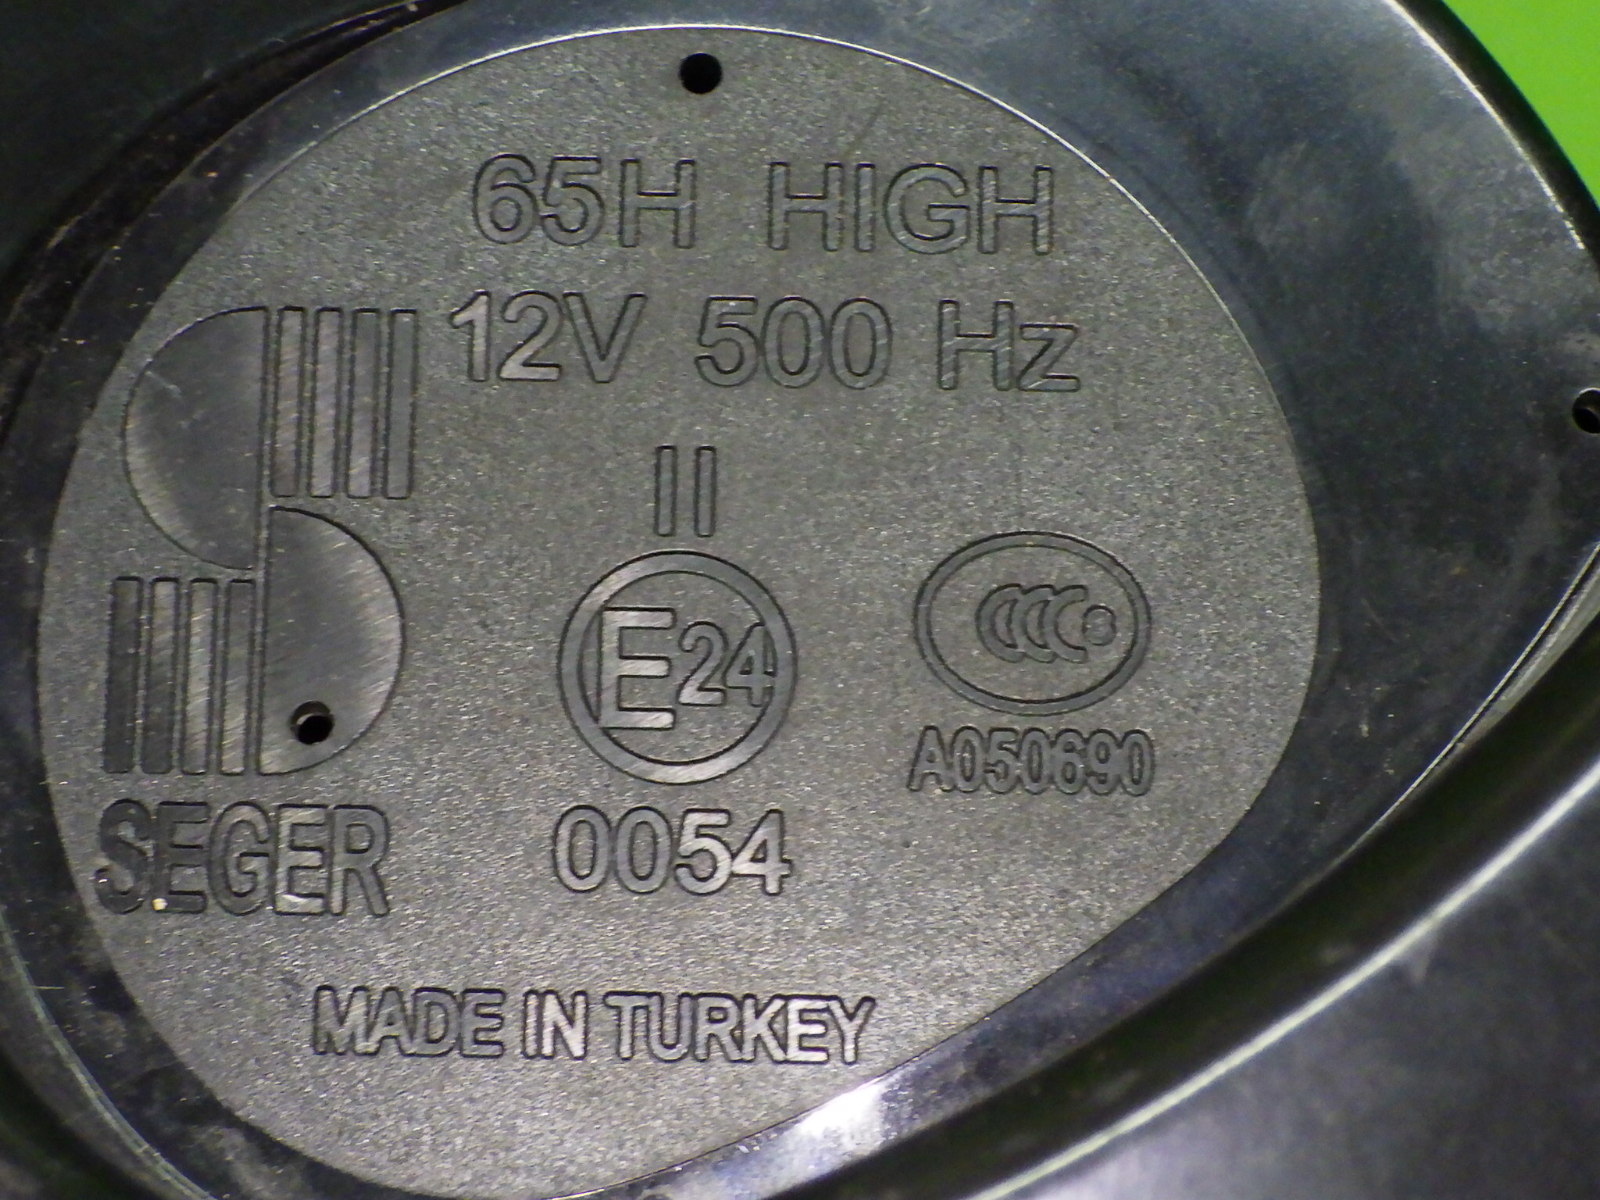 65H HIGH
12V 500 Hz
II
E24
CCC
A050690
SEGER
0054
MADE IN TURKEY